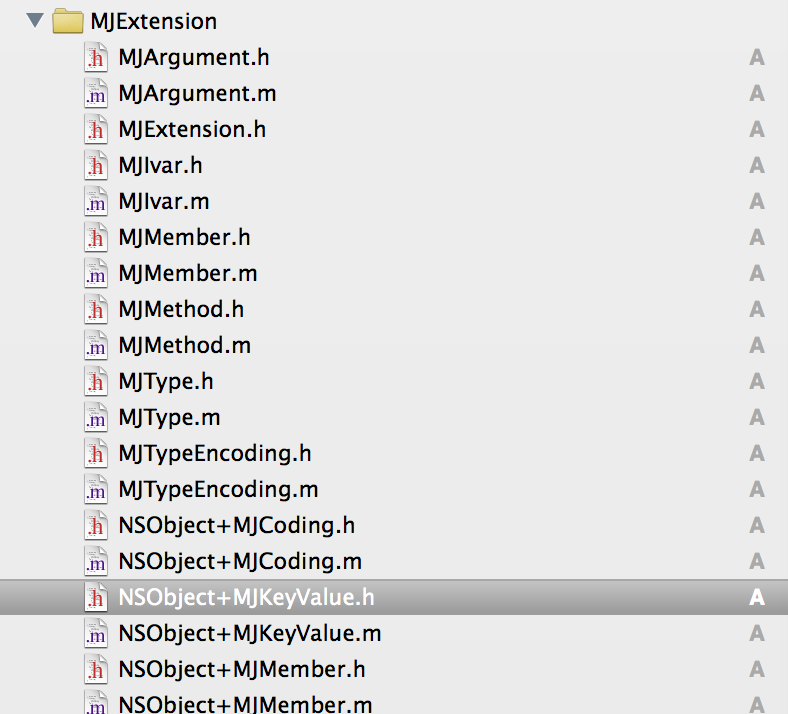 MJExtension
.h MJArgument.h A
.m MJArgument.m A
.h MJExtension.h A
.h MJIvar.h A
.m MJIvar.m A
.h MJMember.h A
.m MJMember.m A
.h MJMethod.h A
.m MJMethod.m A
.h MJType.h A
.m MJType.m A
.h MJTypeEncoding.h A
.m MJTypeEncoding.m A
.h NSObject+MJCoding.h A
.m NSObject+MJCoding.m A
.h NSObject+MJKeyValue.h A
.m NSObject+MJKeyValue.m A
.h NSObject+MJMember.h A
.m NSObject+MJMember.m A